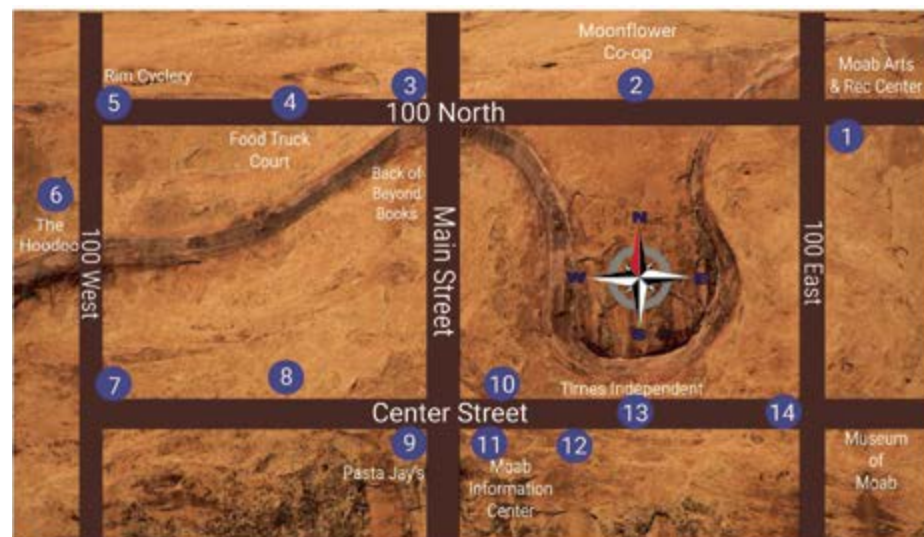 Moonflower
Co-op
Rim Cyclery
Moab Arts
& Rec Center
5
4
3
2
100 North
1
Food Truck
Court
Back of
Beyond
Books
6
The
Hoodoo
100 West
Main Street
100 East
N
W
E
S
7
8
10
Times Independent
Center Street
13
14
9
11
12
Pasta Jay's
Moab
Information
Center
Museum
of
Moab